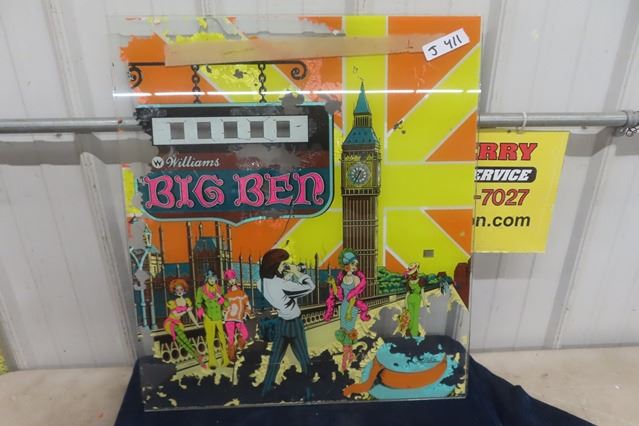 J 411
W Williams
BIG BEN
RRY
SERVICE
-7027
n.com